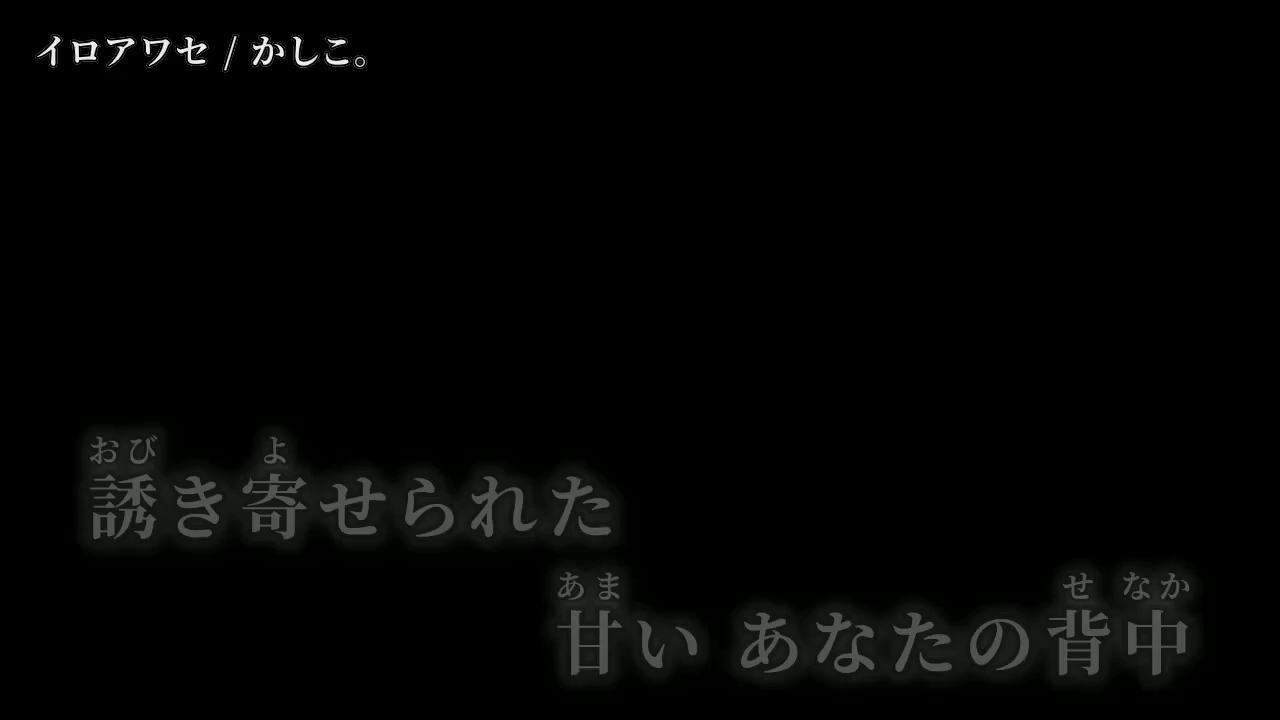 イロアワセ / かしこ。
おび よ
誘き寄せられた
あま せ なか
甘い あなたの背中